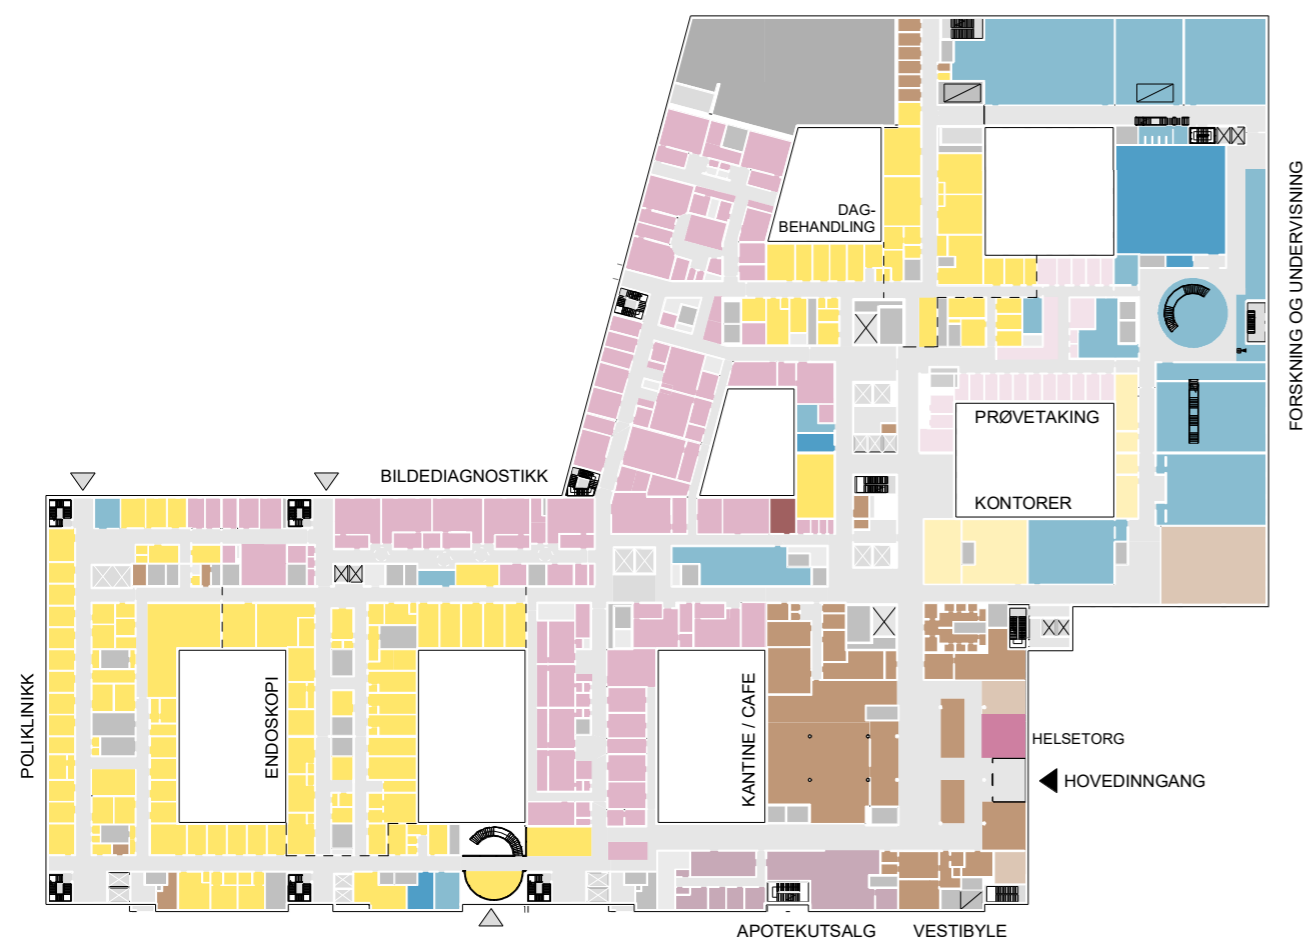 DAG-
BEHANDLING
FORSKNING OG UNDERVISNING
PRØVETAKING
KONTORER
BILDEDIAGNOSTIKK
POLIKLINIKK
ENDOSKOPI
KANTINE / CAFE
HELSETORG
HOVEDINNGANG
APOTEKUTSALG
VESTIBYLE